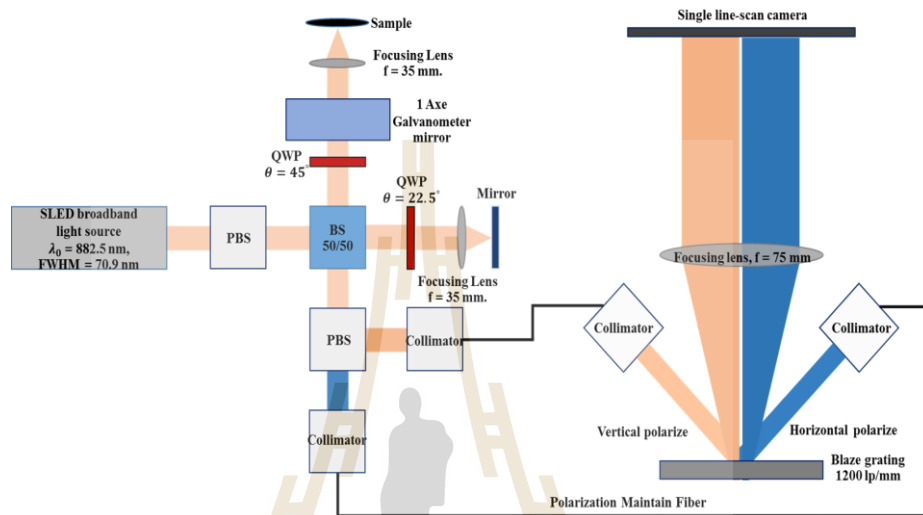 Sample
Focusing Lens
f = 35 mm.
1 Axe
Galvanometer
mirror
QWP
θ = 45°
QWP
θ = 22.5°
Mirror
SLED broadband
light source
λ₀ = 882.5 nm,
FWHM = 70.9 nm
PBS
BS
50/50
Focusing Lens
f = 35 mm.
PBS
Collimator
Collimator
Single line-scan camera
Focusing lens, f = 75 mm
Collimator
Collimator
Vertical polarize
Horizontal polarize
Blaze grating
1200 lp/mm
Polarization Maintain Fiber